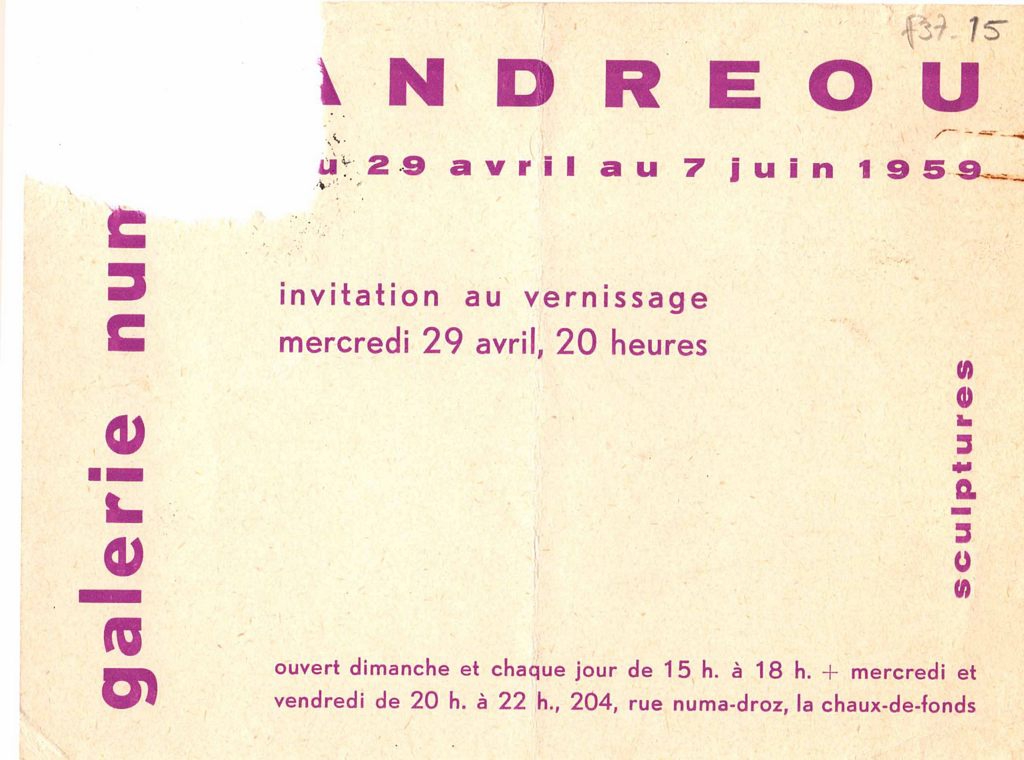 f37-15
ANDREOU
u 29 avril au 7 juin 1959
galerie num
invitation au vernissage
mercredi 29 avril, 20 heures
sculptures
ouvert dimanche et chaque jour de 15 h. à 18 h. + mercredi et
vendredi de 20 h. à 22 h., 204, rue numa-droz, la chaux-de-fonds